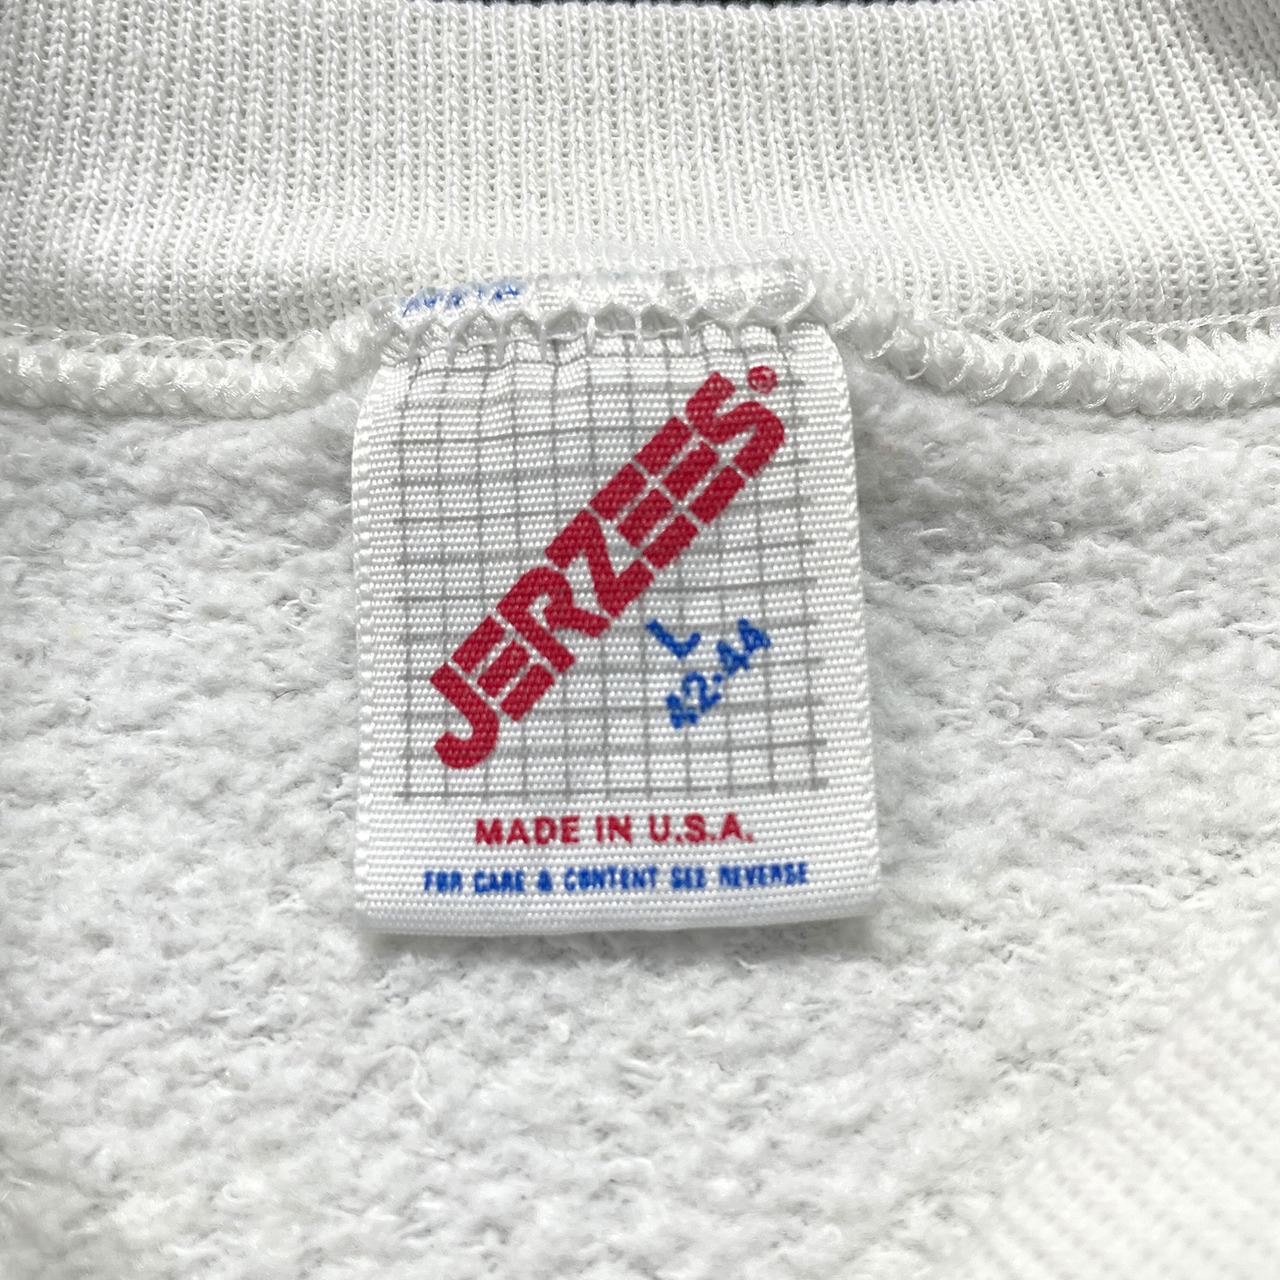 JERZEES®
L
42-44
MADE IN U.S.A.
FOR CARE & CONTENT SEE REVERSE